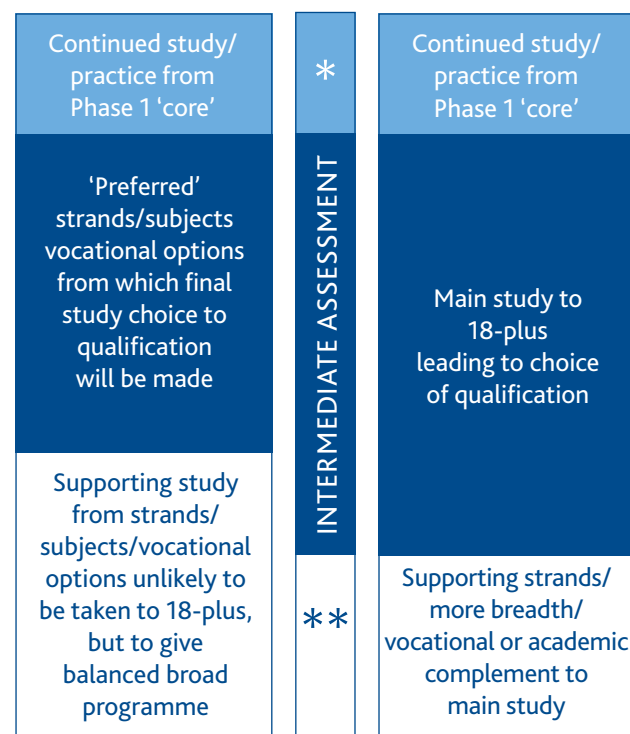 Continued study/
practice from
Phase 1 ‘core’
‘Preferred’
strands/subjects
vocational options
from which final
study choice to
qualification
will be made
Supporting study
from strands/
subjects/vocational
options unlikely to
be taken to 18-plus,
but to give
balanced broad
programme
*
INTERMEDIATE ASSESSMENT
**
Continued study/
practice from
Phase 1 ‘core’
Main study to
18-plus
leading to choice
of qualification
Supporting strands/
more breadth/
vocational or academic
complement to
main study